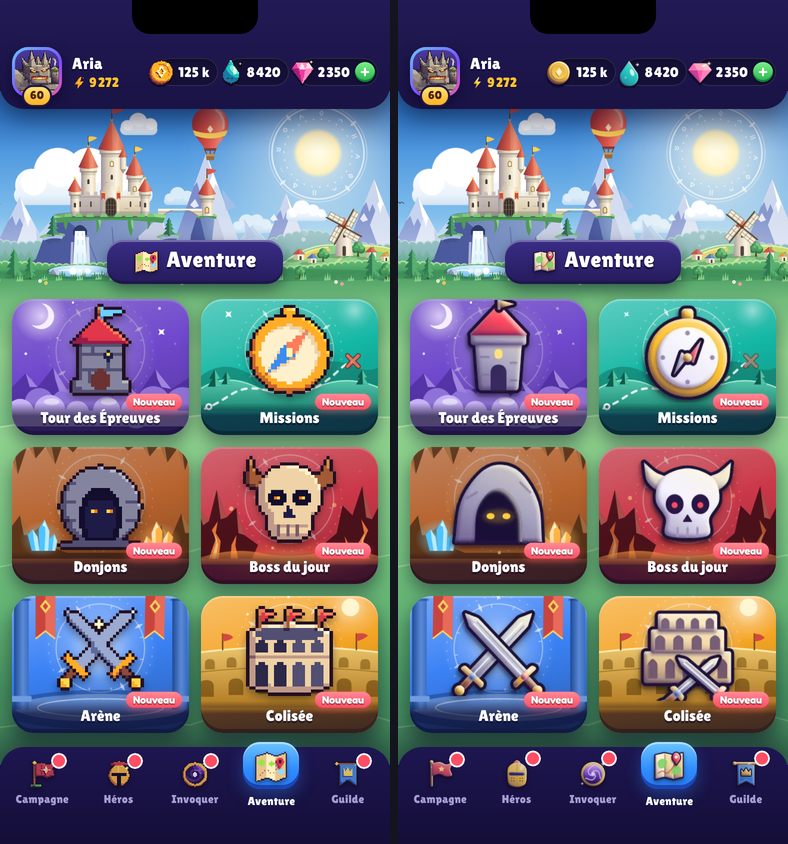 Aria
9272
60
125 k
8420
2350
Aventure
Nouveau
Tour des Épreuves
Nouveau
Missions
Nouveau
Donjons
Nouveau
Boss du jour
Nouveau
Arène
Nouveau
Colisée
Campagne
Héros
Invoquer
Aventure
Guilde
Aria
9272
60
125 k
8420
2350
Aventure
Nouveau
Tour des Épreuves
Nouveau
Missions
Nouveau
Donjons
Nouveau
Boss du jour
Nouveau
Arène
Nouveau
Colisée
Campagne
Héros
Invoquer
Aventure
Guilde